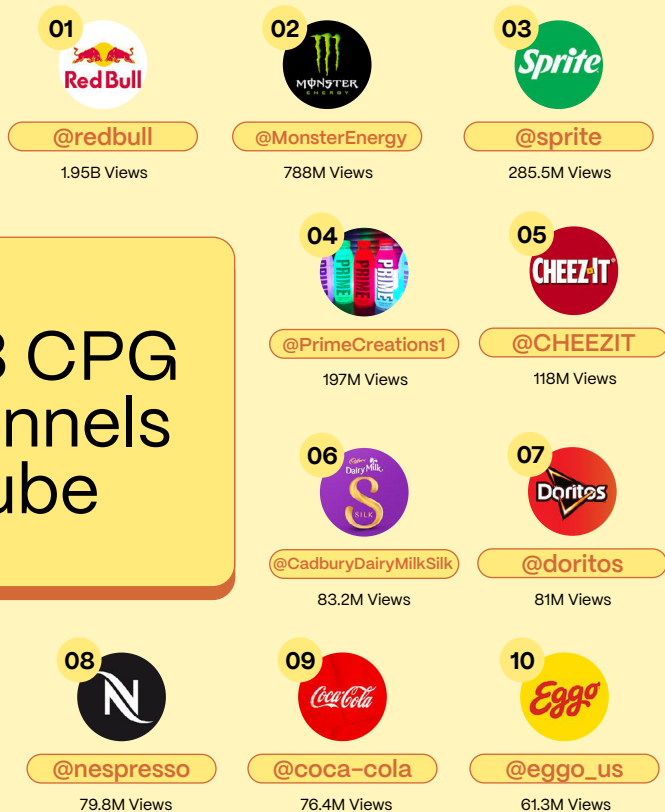 01
Red Bull
@redbull
1.95B Views
02
MONSTER
ENERGY
@MonsterEnergy
788M Views
03
Sprite
@sprite
285.5M Views
CPG
nnels
ube
04
PRIME
PRIME
PRIME
@PrimeCreations1
197M Views
05
CHEEZ-IT
@CHEEZIT
118M Views
06
Cadbury
Dairy Milk
S
SILK
@CadburyDairyMilkSilk
83.2M Views
07
Doritos
@doritos
81M Views
08
N
@nespresso
79.8M Views
09
Coca-Cola
@coca-cola
76.4M Views
10
Eggo
@eggo_us
61.3M Views